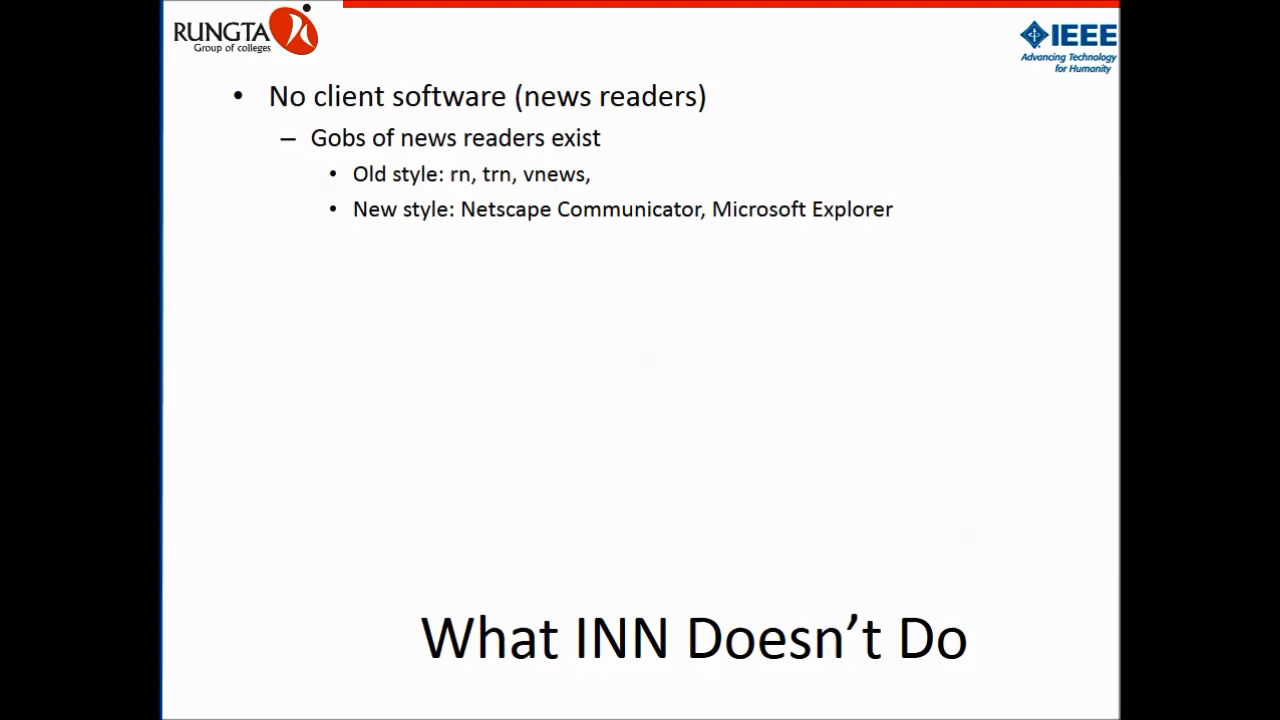 RUNGTA
Group of colleges
IEEE
Advancing Technology
for Humanity
• No client software (news readers)
– Gobs of news readers exist
• Old style: rn, trn, vnews,
• New style: Netscape Communicator, Microsoft Explorer
What INN Doesn’t Do